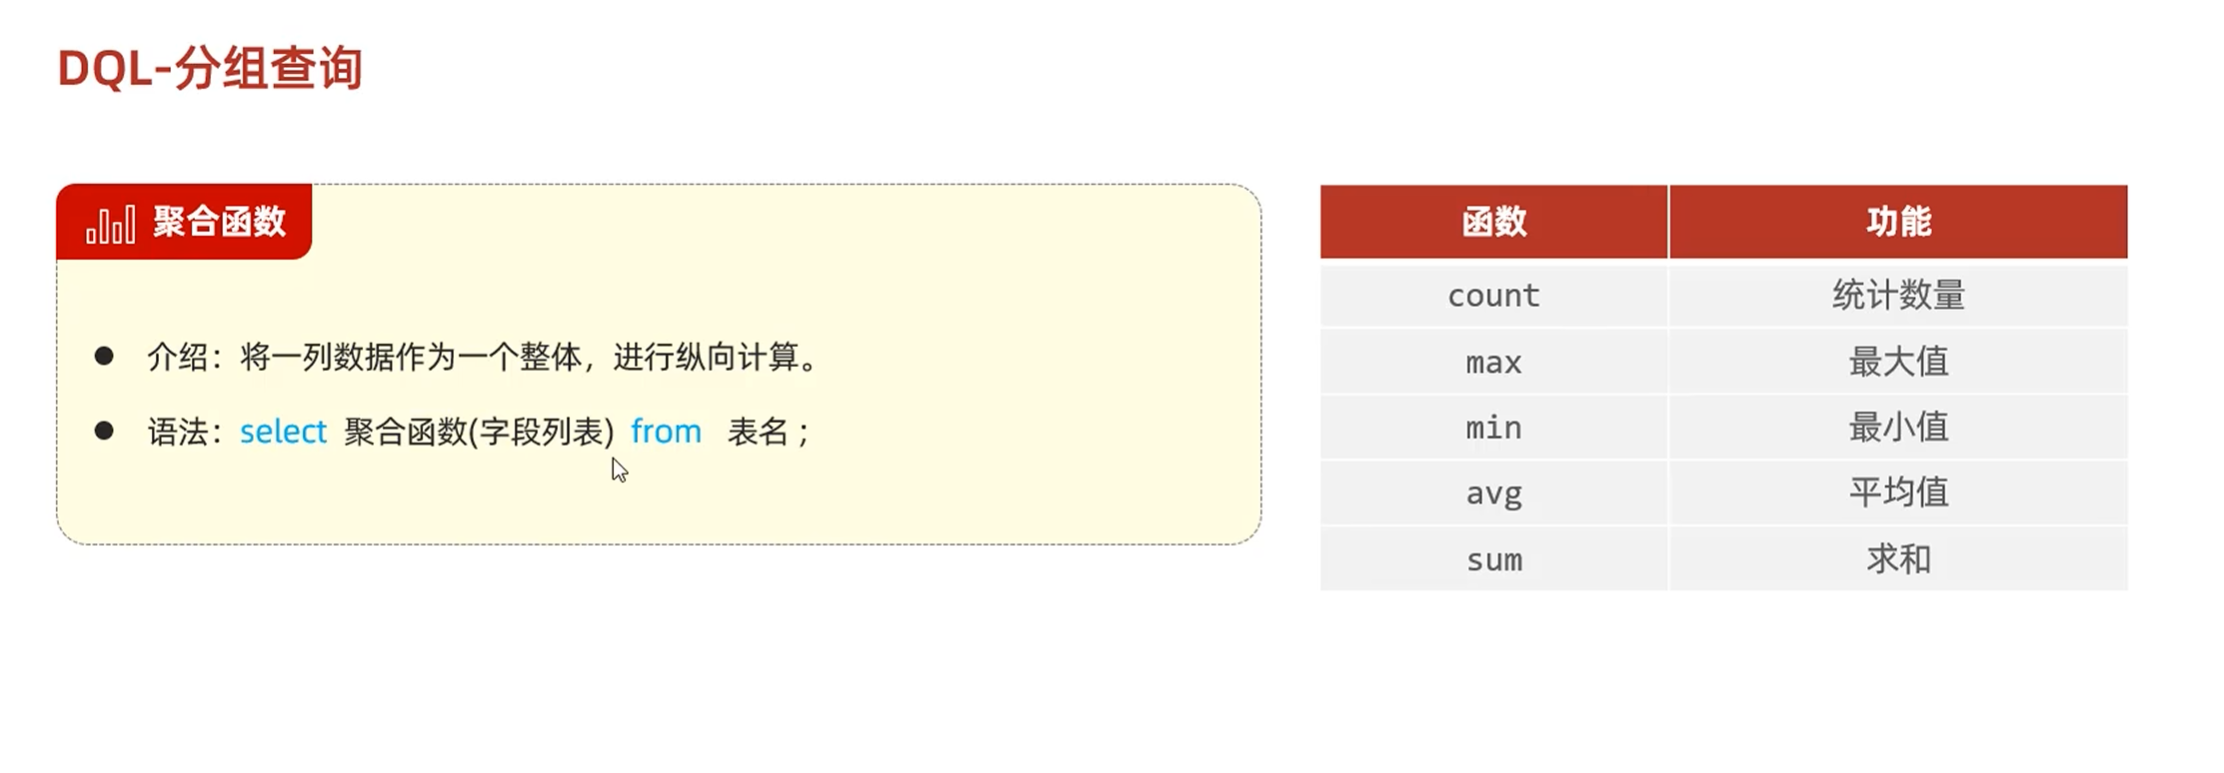 DQL-分组查询
聚合函数
介绍：将一列数据作为一个整体，进行纵向计算。
语法：select 聚合函数(字段列表) from 表名 ;
函数 功能
count 统计数量
max 最大值
min 最小值
avg 平均值
sum 求和